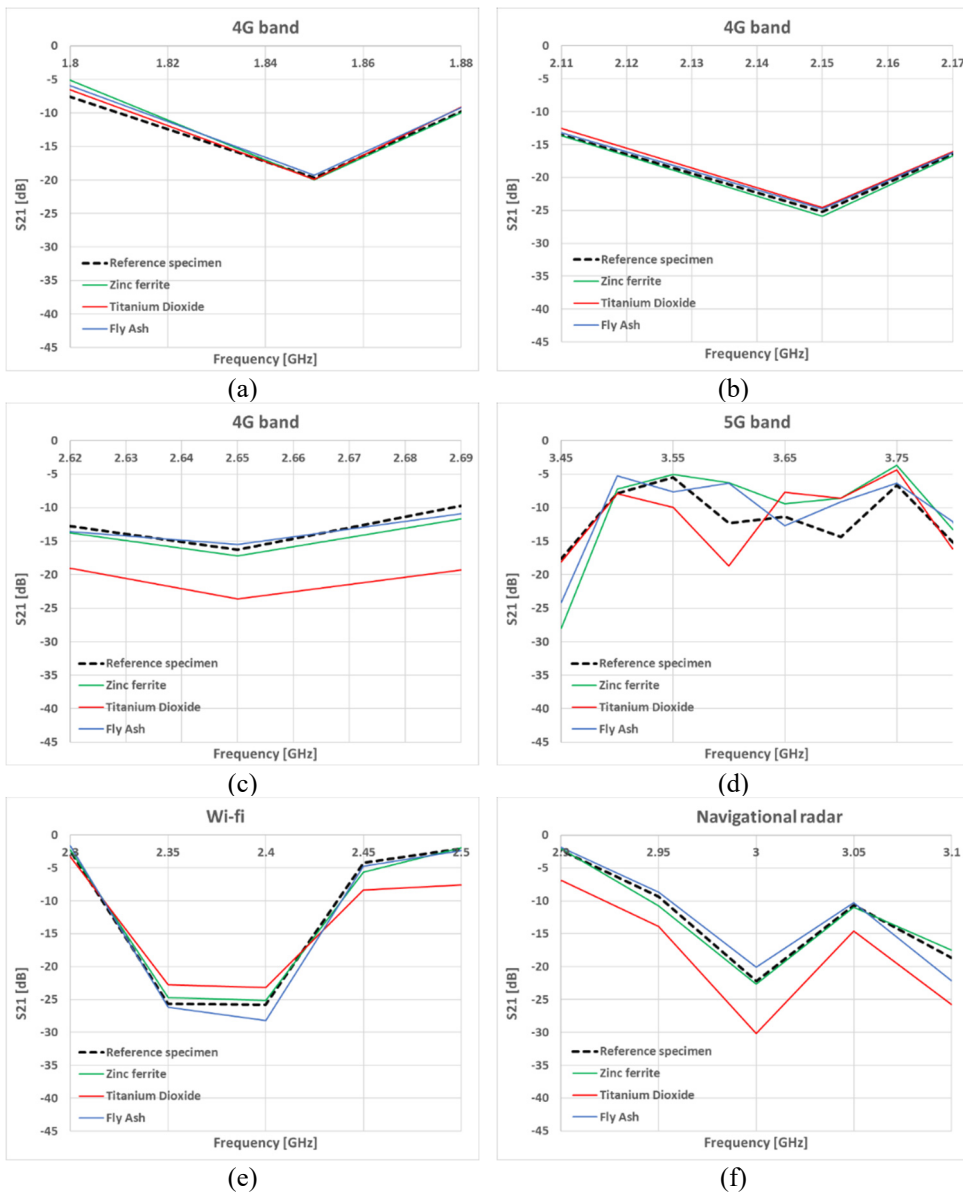 4G band
0
1.8 1.82 1.84 1.86 1.88
-5
-10
-15
-20
-25
-30
-35
-40
-45
S21 [dB]
Reference specimen
Zinc ferrite
Titanium Dioxide
Fly Ash
Frequency [GHz]
(a)
4G band
0
2.11 2.12 2.13 2.14 2.15 2.16 2.17
-5
-10
-15
-20
-25
-30
-35
-40
-45
S21 [dB]
Reference specimen
Zinc ferrite
Titanium Dioxide
Fly Ash
Frequency [GHz]
(b)
4G band
0
2.62 2.63 2.64 2.65 2.66 2.67 2.68 2.69
-5
-10
-15
-20
-25
-30
-35
-40
-45
S21 [dB]
Reference specimen
Zinc ferrite
Titanium Dioxide
Fly Ash
Frequency [GHz]
(c)
5G band
0
3.45 3.55 3.65 3.75
-5
-10
-15
-20
-25
-30
-35
-40
-45
S21 [dB]
Reference specimen
Zinc ferrite
Titanium Dioxide
Fly Ash
Frequency [GHz]
(d)
Wi-fi
0
2.3 2.35 2.4 2.45 2.5
-5
-10
-15
-20
-25
-30
-35
-40
-45
S21 [dB]
Reference specimen
Zinc ferrite
Titanium Dioxide
Fly Ash
Frequency [GHz]
(e)
Navigational radar
0
2.9 2.95 3 3.05 3.1
-5
-10
-15
-20
-25
-30
-35
-40
-45
S21 [dB]
Reference specimen
Zinc ferrite
Titanium Dioxide
Fly Ash
Frequency [GHz]
(f)